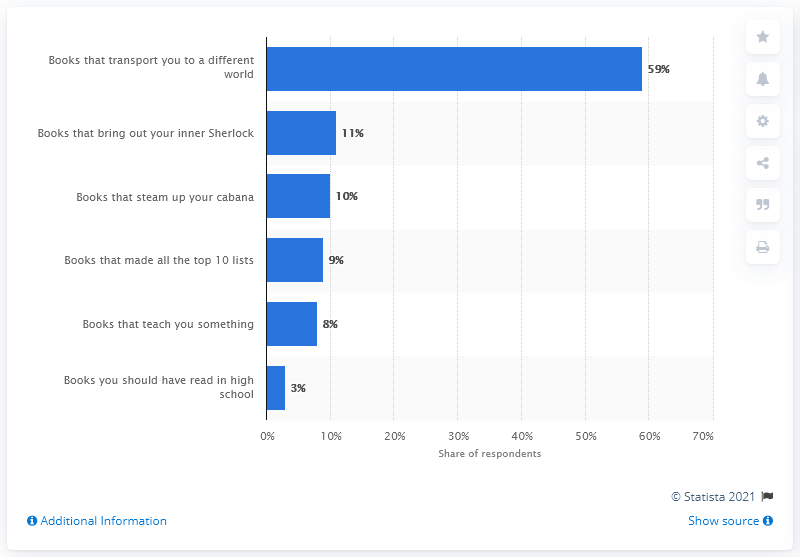 Books that transport you to a different
world
59%
Books that bring out your inner Sherlock
11%
Books that steam up your cabana
10%
Books that made all the top 10 lists
9%
Books that teach you something
8%
Books you should have read in high
school
3%
0% 10% 20% 30% 40% 50% 60% 70%
Share of respondents
© Statista 2021
Additional Information
Show source